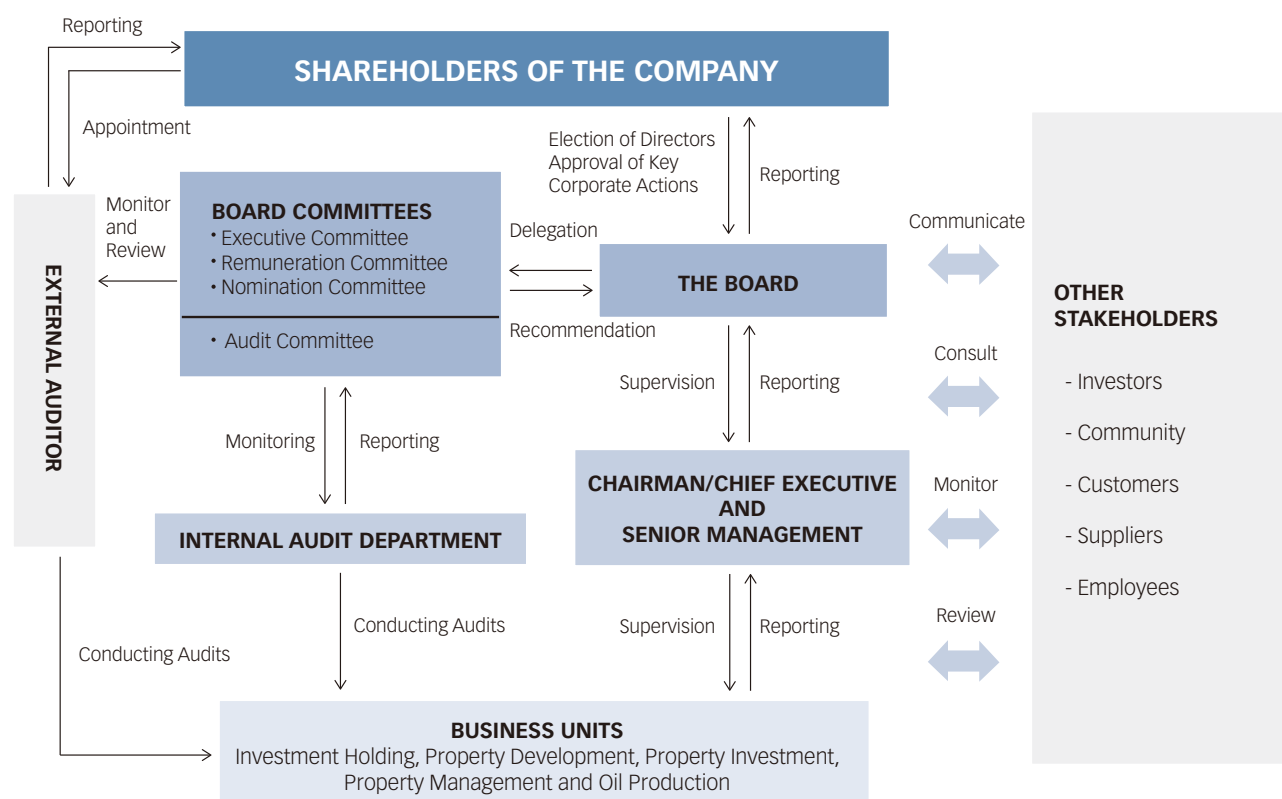 Reporting
SHAREHOLDERS OF THE COMPANY
Appointment
Election of Directors
Approval of Key
Corporate Actions
Reporting
Monitor
and
Review
BOARD COMMITTEES
• Executive Committee
• Remuneration Committee
• Nomination Committee
• Audit Committee
Delegation
Recommendation
THE BOARD
Communicate
EXTERNAL AUDITOR
OTHER
STAKEHOLDERS
- Investors
- Community
- Customers
- Suppliers
- Employees
Consult
Supervision
Reporting
Monitoring
Reporting
CHAIRMAN/CHIEF EXECUTIVE
AND
SENIOR MANAGEMENT
Monitor
INTERNAL AUDIT DEPARTMENT
Conducting Audits
Supervision
Reporting
Review
Conducting Audits
BUSINESS UNITS
Investment Holding, Property Development, Property Investment,
Property Management and Oil Production